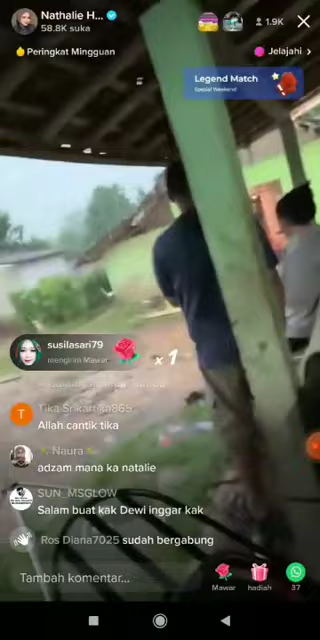 Nathalie H...
58.8K suka
1.9K
Peringkat Mingguan
Jelajahi >
Legend Match
Special Weekend
susilasari79
mengirim Mawar
x 1
Tika Srikartika865
Allah cantik tika
Naura
adzam mana ka natalie
SUN_MSGLOW
Salam buat kak Dewi inggar kak
Ros Diana7025 sudah bergabung
Tambah komentar...
Mawar
hadiah
37